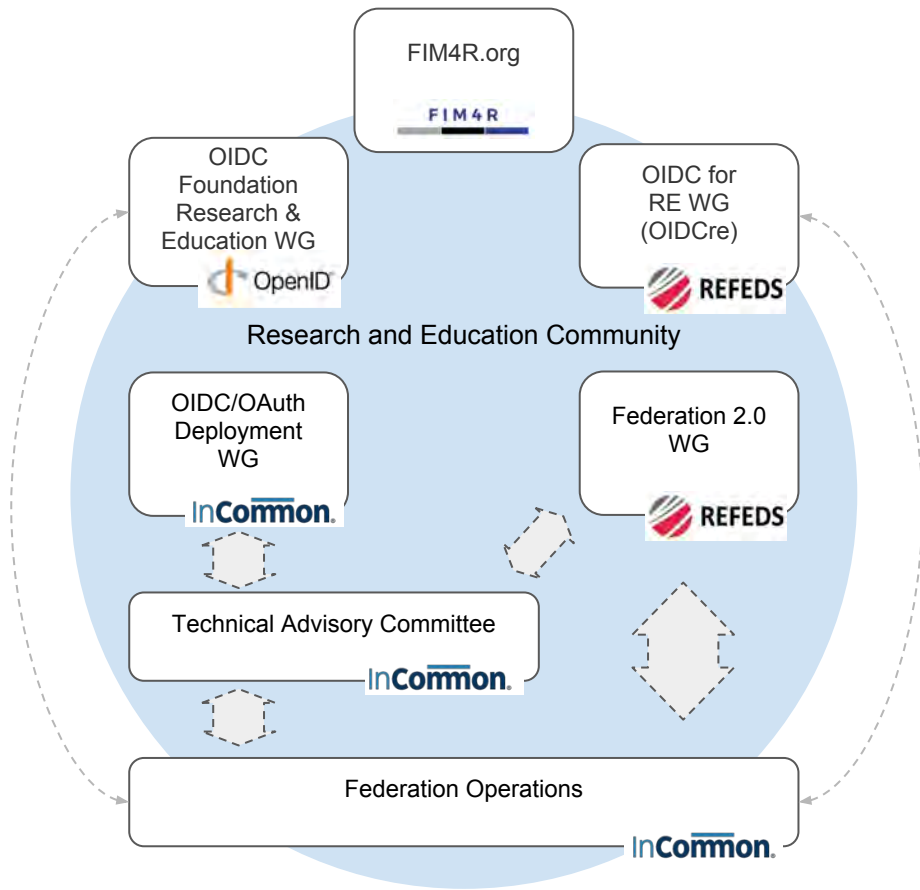 FIM4R.org
FIM4R
OIDC
Foundation
Research &
Education WG
OpenID®
OIDC for
RE WG
(OIDCre)
REFEDS
Research and Education Community
OIDC/OAuth
Deployment
WG
InCommon®
Federation 2.0
WG
REFEDS
Technical Advisory Committee
InCommon®
Federation Operations
InCommon®